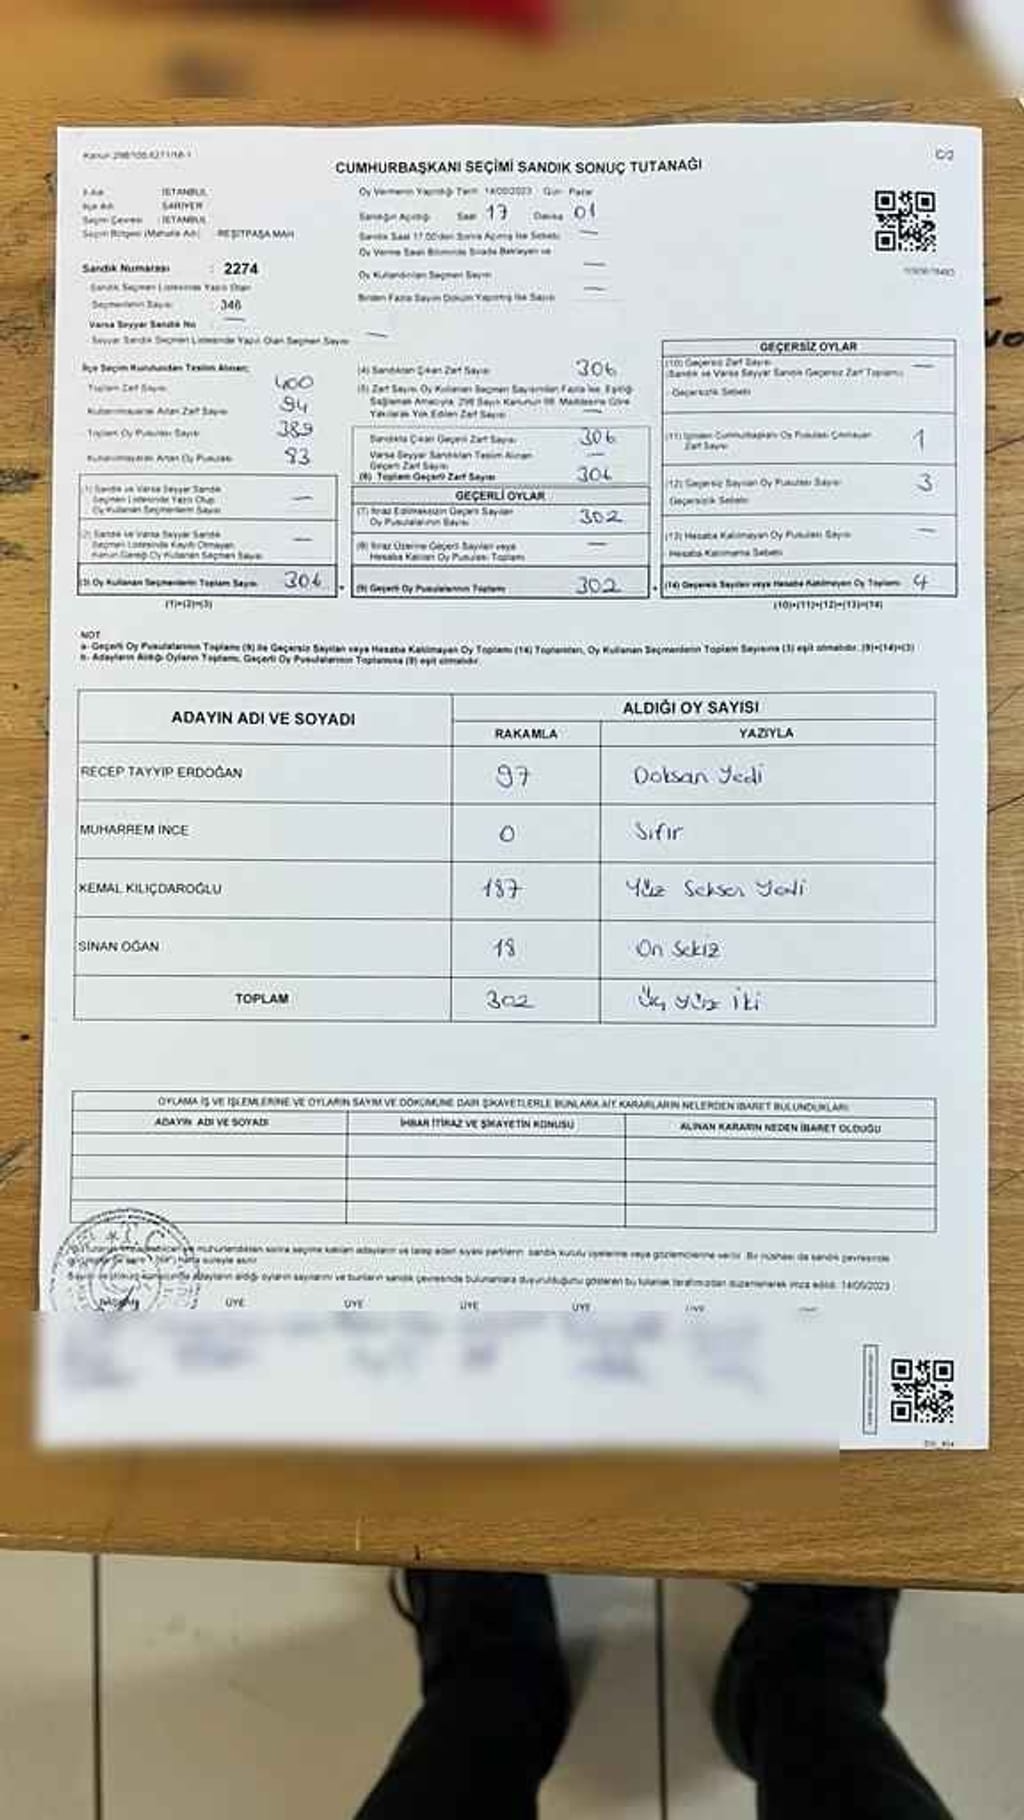 Kanun 298/105.6271/18-1
C/2
CUMHURBAŞKANI SEÇİMİ SANDIK SONUÇ TUTANAĞI
İl Adı : İSTANBUL
İlçe Adı : SARIYER
Seçim Çevresi : İSTANBUL
Seçim Bölgesi (Mahalle Adı) : REŞİTPAŞA MAH
Sandık Numarası : 2274
Sandık Seçmen Listesinde Yazılı Olan
Seçmenlerin Sayısı 346
Varsa Seyyar Sandık No —
Seyyar Sandık Seçmen Listesinde Yazılı Olan Seçmen Sayısı —
Oy Vermenin Yapıldığı Tarih 14/05/2023 Gün Pazar
Sandığın Açıldığı Saat 17 Dakika 01
Sandık Saat 17.00'den Sonra Açılmış İse Sebebi —
Oy Verme Saati Bitiminde Sırada Bekleyen ve
Oy Kullandırılan Seçmen Sayısı —
Birden Fazla Sayım Döküm Yapılmış İse Sayısı —
İlçe Seçim Kurulundan Teslim Alınan;
Toplam Zarf Sayısı 400
Kullanılmayarak Artan Zarf Sayısı 94
Toplam Oy Pusulası Sayısı 389
Kullanılmayarak Artan Oy Pusulası 83
(1) Sandık ve Varsa Seyyar Sandık
Seçmen Listesinde Yazılı Olup
Oy Kullanan Seçmenlerin Sayısı —
(2) Sandık ve Varsa Seyyar Sandık
Seçmen Listesinde Kayıtlı Olmayan
Kanun Gereği Oy Kullanan Seçmen Sayısı —
(3) Oy Kullanan Seçmenlerin Toplam Sayısı 306
(1)+(2)=(3)
(4) Sandıktan Çıkan Zarf Sayısı 306
(5) Zarf Sayısı Oy Kullanan Seçmen Sayısından Fazla İse, Eşitliği
Sağlamak Amacıyla, 298 Sayılı Kanunun 98. Maddesine Göre
Yakılarak Yok Edilen Zarf Sayısı —
Sandıkta Çıkan Geçerli Zarf Sayısı 306
Varsa Seyyar Sandıktan Teslim Alınan
Geçerli Zarf Sayısı —
(6) Toplam Geçerli Zarf Sayısı 306
GEÇERLİ OYLAR
(7) İtiraz Edilmeksizin Geçerli Sayılan
Oy Pusulalarının Sayısı 302
(8) İtiraz Üzerine Geçerli Sayılan veya
Hesaba Katılan Oy Pusulası Toplamı —
(9) Geçerli Oy Pusulalarının Toplamı 302
GEÇERSİZ OYLAR
(10) Geçersiz Zarf Sayısı
(Sandık ve Varsa Seyyar Sandık Geçersiz Zarf Toplamı) —
Geçersizlik Sebebi
(11) İçinden Cumhurbaşkanı Oy Pusulası Çıkmayan
Zarf Sayısı 1
(12) Geçersiz Sayılan Oy Pusulası Sayısı 3
Geçersizlik Sebebi
(13) Hesaba Katılmayan Oy Pusulası Sayısı —
Hesaba Katılmama Sebebi
(14) Geçersiz Sayılan veya Hesaba Katılmayan Oy Toplamı 4
(10)+(11)+(12)+(13)=(14)
NOT
a- Geçerli Oy Pusulalarının Toplamı (9) ile Geçersiz Sayılan veya Hesaba Katılmayan Oy Toplamı (14) Toplamları, Oy Kullanan Seçmenlerin Toplam Sayısına (3) eşit olmalıdır. (9)+(14)=(3)
b- Adayların Aldığı Oyların Toplamı, Geçerli Oy Pusulalarının Toplamına (9) eşit olmalıdır.
ADAYIN ADI VE SOYADI ALDIĞI OY SAYISI
RAKAMLA YAZIYLA
RECEP TAYYİP ERDOĞAN 97 Doksan Yedi
MUHARREM İNCE 0 Sıfır
KEMAL KILIÇDAROĞLU 187 Yüz Seksen Yedi
SİNAN OĞAN 18 On Sekiz
TOPLAM 302 Üç Yüz İki
OYLAMA İŞ VE İŞLEMLERİNE VE OYLARIN SAYIM VE DÖKÜMÜNE DAİR ŞİKAYETLERLE BUNLARA AİT KARARLARIN NELERDEN İBARET BULUNDUKLARI
ADAYIN ADI VE SOYADI İHBAR İTİRAZ VE ŞİKAYETİN KONUSU ALINAN KARARIN NEDEN İBARET OLDUĞU
T.C.
mühürlendikten sonra seçime katılan adayların ve talep eden siyasi partilerin sandık kurulu üyelerine veya gözlemcilerine verilir. Bir nüshası da sandık çevresinde
hafta süreyle asılır.
adayların aldığı oyların sayılarını ve bunların sandık çevresinde bulunanlara duyurulduğunu gösteren bu tutanak tarafımızdan düzenlenerek imza edildi. 14/05/2023
BAŞKAN ÜYE ÜYE ÜYE ÜYE ÜYE